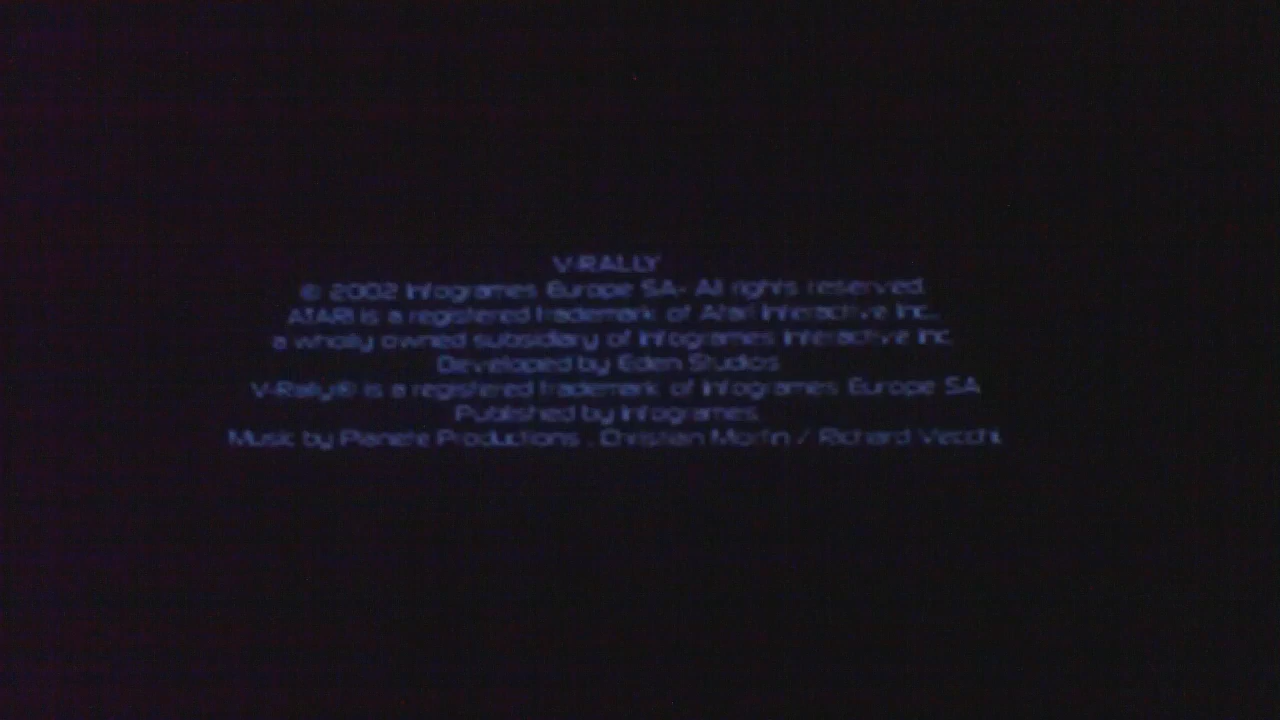 V-RALLY
© 2002 Infogrames Europe SA- All rights reserved.
ATARI is a registered trademark of Atari Interactive Inc.,
a wholly owned subsidiary of Infogrames Interactive Inc.
Developed by Eden Studios
V-Rally® is a registered trademark of Infogrames Europe SA
Published by Infogrames.
Music by Planete Productions . Christian Martin / Richard Vecchi.